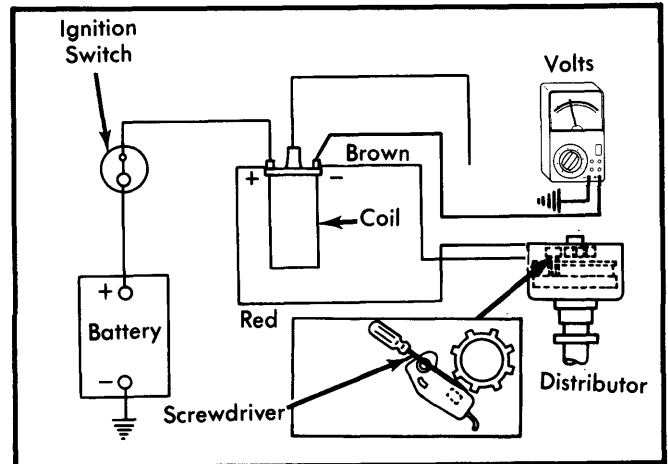 Ignition
Switch
Volts
Brown
+
−
Coil
+
Battery
−
Red
Screwdriver
Distributor